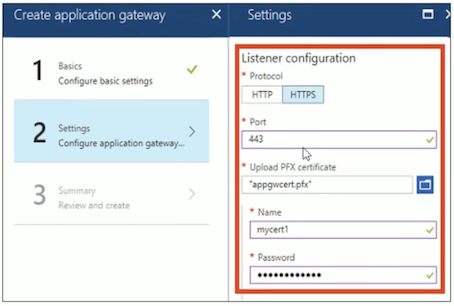 Create application gateway
1
Basics
Configure basic settings
2
Settings
Configure application gateway...
3
Summary
Review and create
Settings
Listener configuration
* Protocol
HTTP HTTPS
* Port
443
* Upload PFX certificate
"appgwcert.pfx"
* Name
mycert1
* Password
••••••••••••